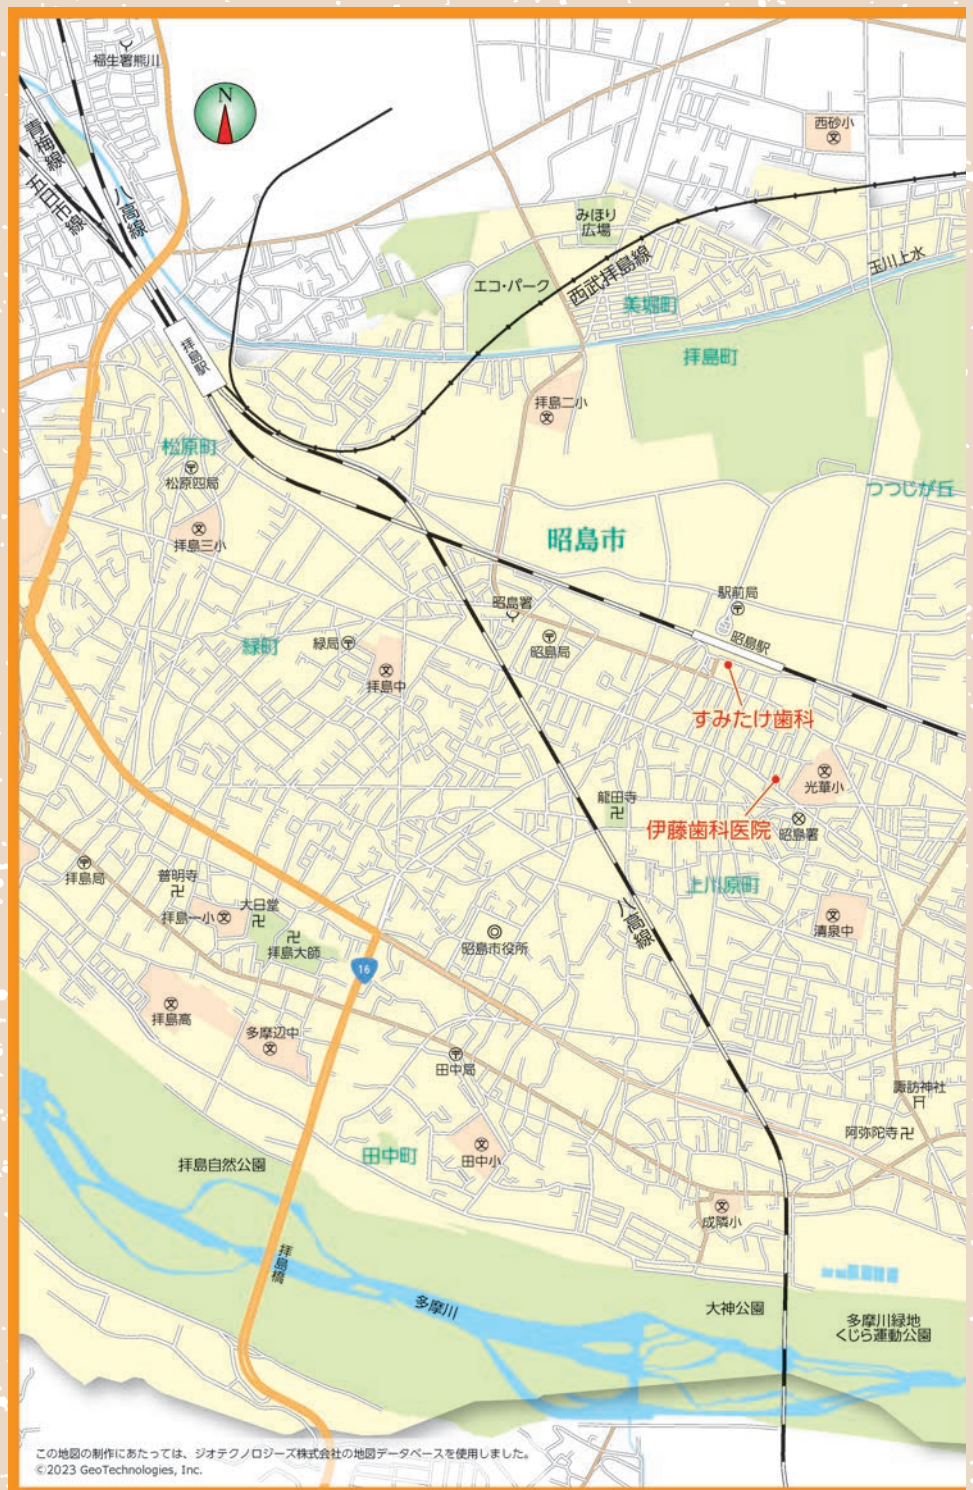 福生署熊川
N
西砂小
青梅線
五日市線
八高線
みほり
広場
エコ・パーク
西武拝島線
玉川上水
美堀町
拝島町
拝島駅
拝島二小
松原町
松原四局
つつじが丘
拝島三小
昭島市
駅前局
昭島署
昭島駅
緑町
緑局
昭島局
拝島中
すみたけ歯科
光華小
龍田寺
伊藤歯科医院
昭島署
拝島局
普明寺
上川原町
大日堂
拝島一小
八高線
清泉中
拝島大師
昭島市役所
16
拝島高
多摩辺中
田中局
諏訪神社
阿弥陀寺
田中町
田中小
拝島自然公園
成隣小
拝島橋
多摩川
大神公園
多摩川緑地
くじら運動公園
この地図の制作にあたっては、ジオテクノロジーズ株式会社の地図データベースを使用しました。
©2023 GeoTechnologies, Inc.